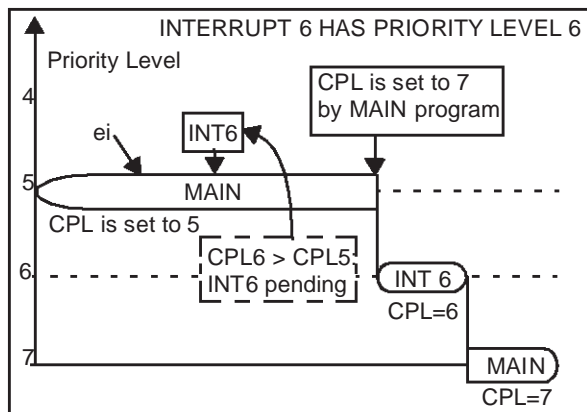 INTERRUPT 6 HAS PRIORITY LEVEL 6
Priority Level
CPL is set to 7
by MAIN program
4
ei
INT6
5
MAIN
CPL is set to 5
CPL6 > CPL5
INT6 pending
6
INT 6
CPL=6
7
MAIN
CPL=7